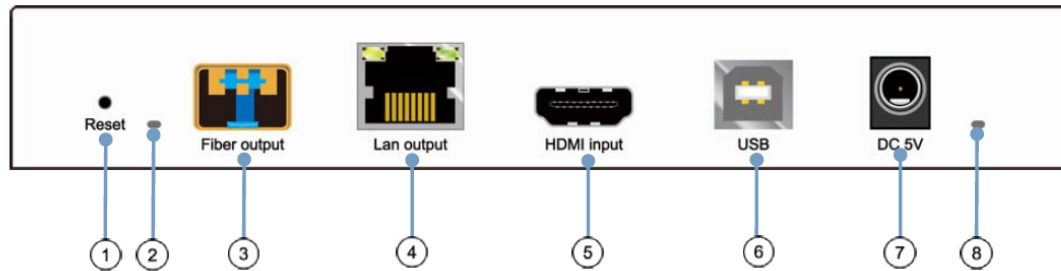 Reset
Fiber output
Lan output
HDMI input
USB
DC 5V
1
2
3
4
5
6
7
8